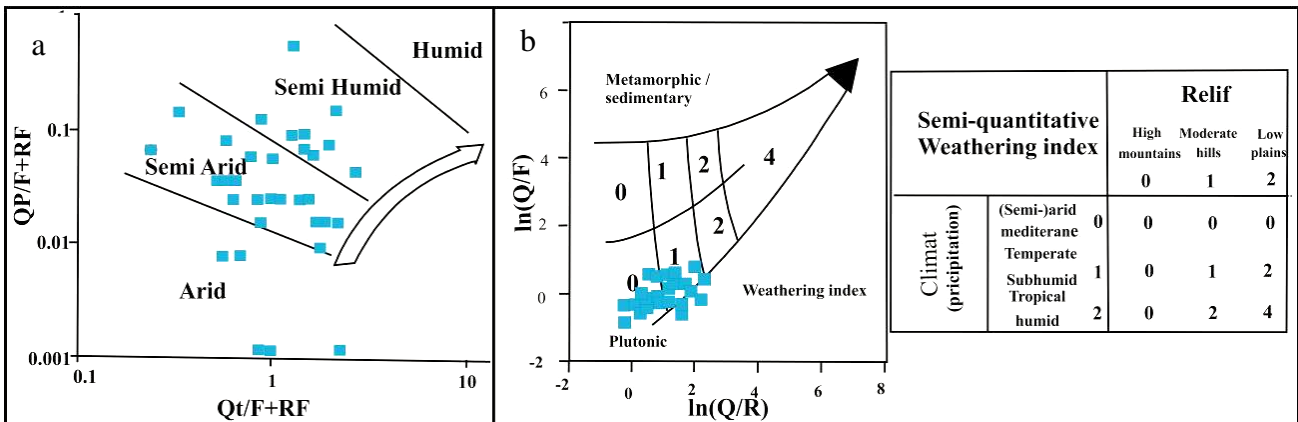 a
Humid
Semi Humid
0.1
QP/F+RF
Semi Arid
0.01
Arid
0.001
0.1
1
10
Qt/F+RF
b
Metamorphic /
sedimentary
6
4
2
0
-2
ln(Q/F)
0
1
2
4
2
1
0
Weathering index
Plutonic
-2
0
2
4
6
8
ln(Q/R)
Semi-quantitative
Weathering index
Relif
High Moderate Low
mountains hills plains
0 1 2
Climat
(pricipitation)
(Semi-)arid
mediterane 0 0 0 0
Temperate
Subhumid 1 0 1 2
Tropical
humid 2 0 2 4